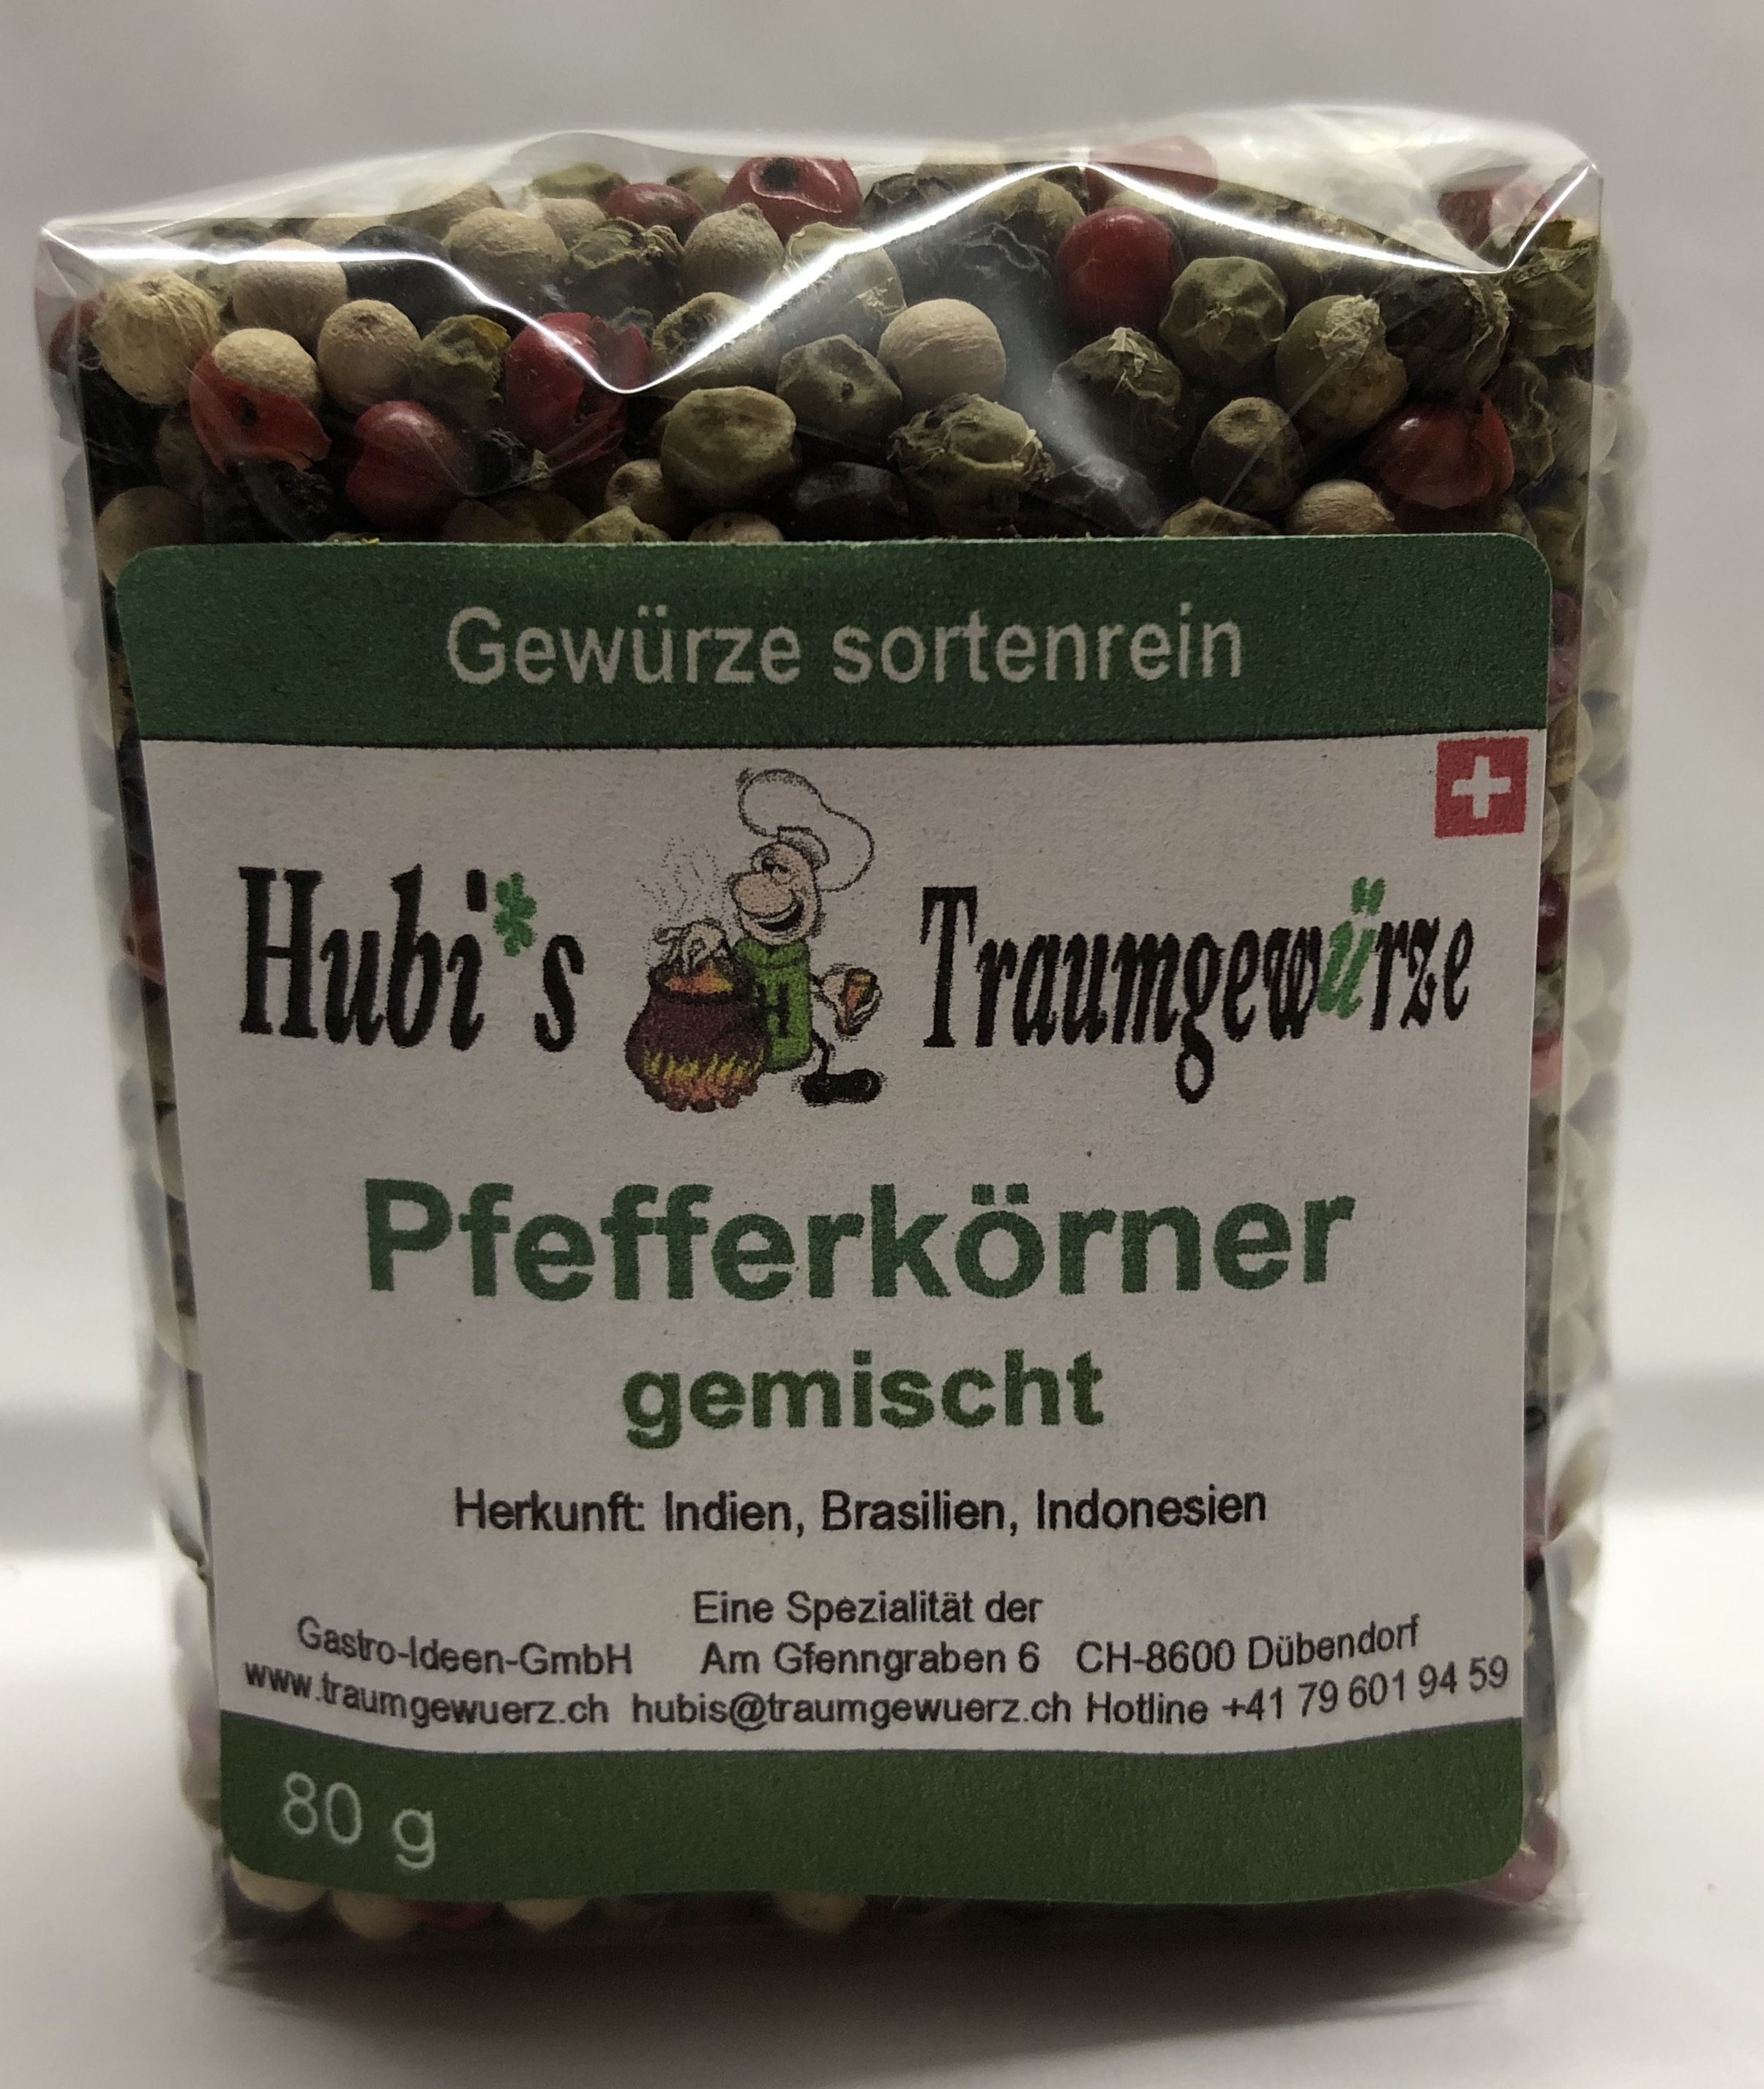 Gewürze sortenrein
Hubi's Traumgewürze
Pfefferkörner
gemischt
Herkunft: Indien, Brasilien, Indonesien
Eine Spezialität der
Gastro-Ideen-GmbH Am Gfenngraben 6 CH-8600 Dübendorf
www.traumgewuerz.ch hubis@traumgewuerz.ch Hotline +41 79 601 94 59
80 g